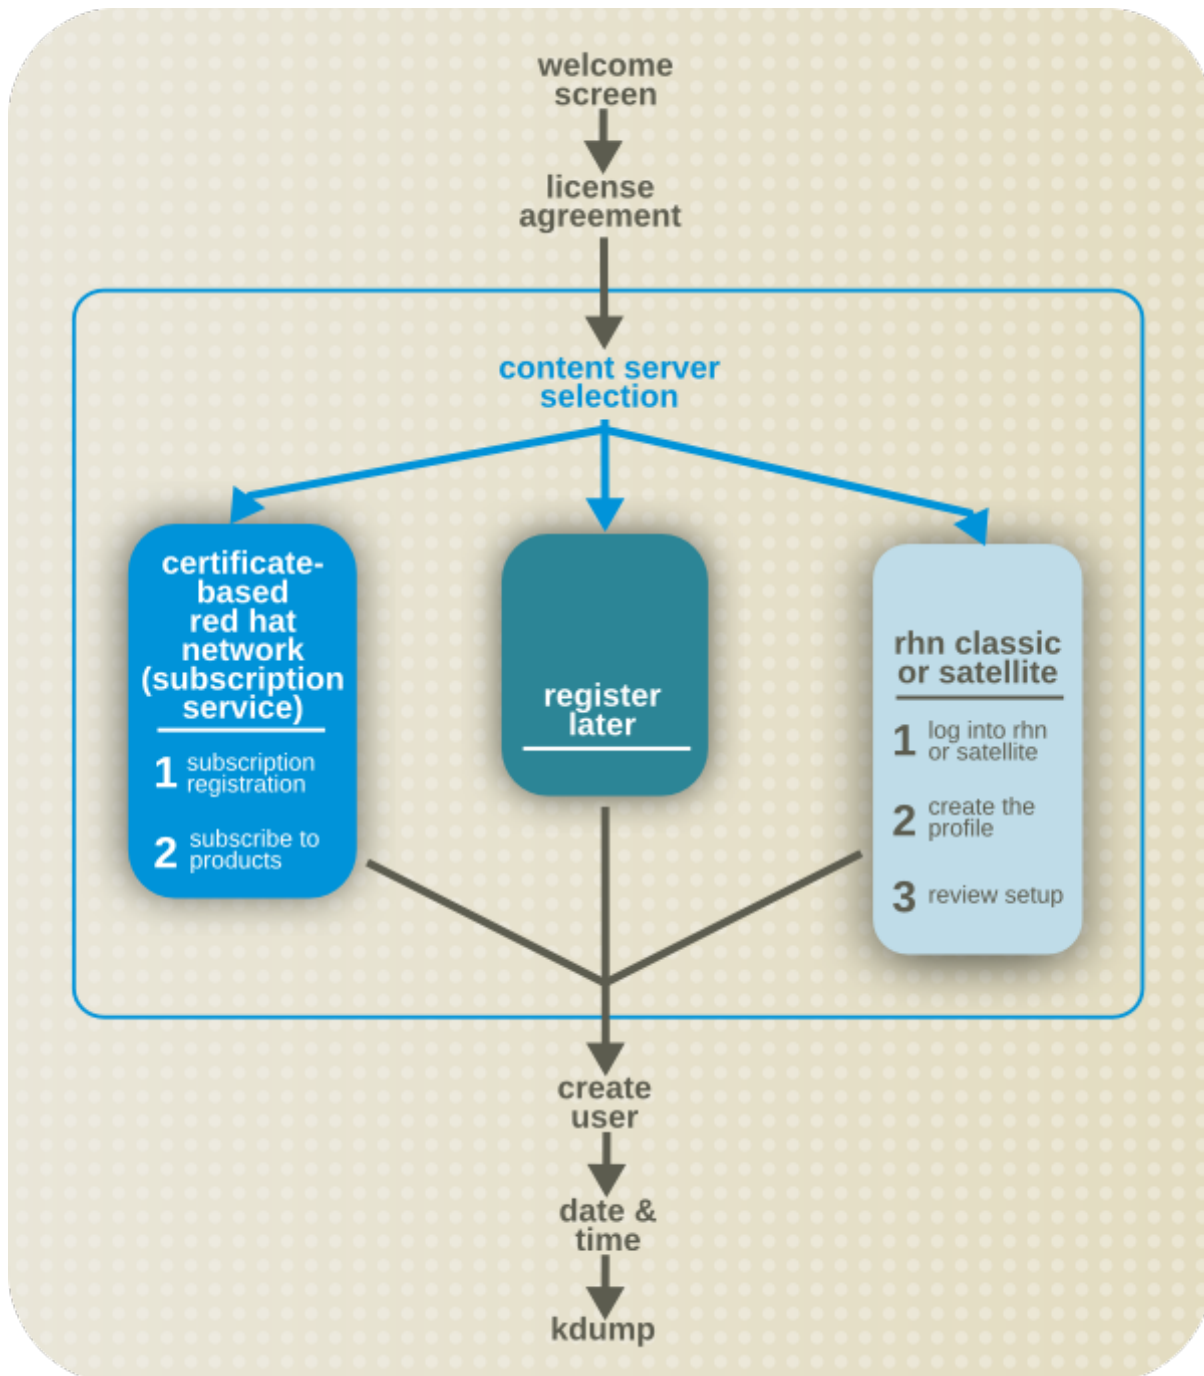 welcome
screen
license
agreement
content server
selection
certificate-
based
red hat
network
(subscription
service)
1 subscription
registration
2 subscribe to
products
register
later
rhn classic
or satellite
1 log into rhn
or satellite
2 create the
profile
3 review setup
create
user
date &
time
kdump